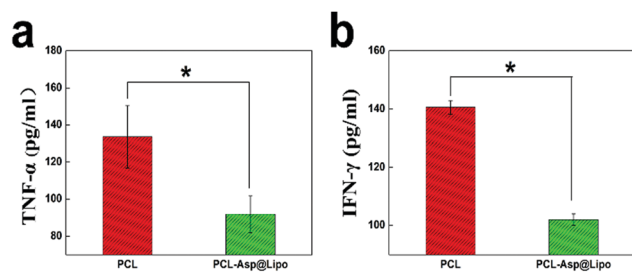 a
TNF-α (pg/ml)
180
160
140
120
100
80
*
PCL
PCL-Asp@Lipo
b
IFN-γ (pg/ml)
160
140
120
100
*
PCL
PCL-Asp@Lipo